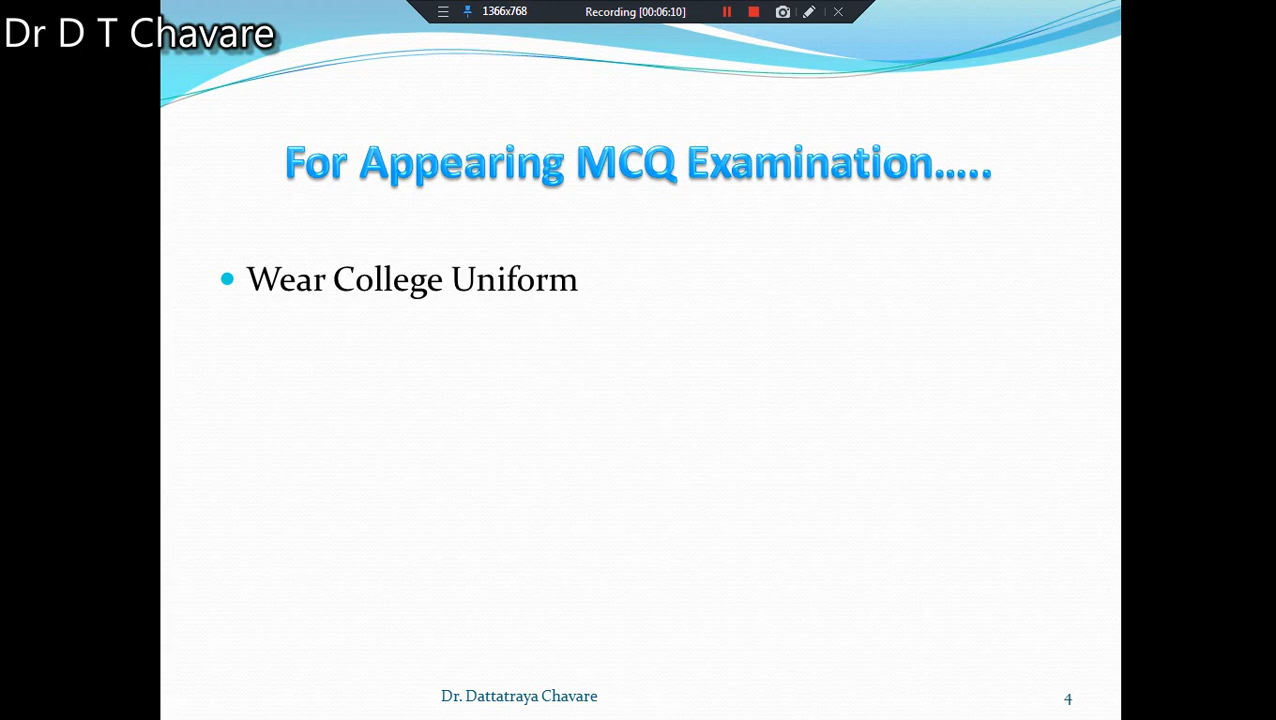 1366x768 Recording [00:06:10]
Dr D T Chavare
For Appearing MCQ Examination.....
Wear College Uniform
Dr. Dattatraya Chavare 4